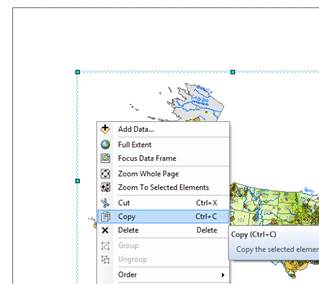 Add Data...
Full Extent
Focus Data Frame
Zoom Whole Page
Zoom To Selected Elements
Cut Ctrl+X
Copy Ctrl+C
Delete Delete
Group
Ungroup
Order
Copy (Ctrl+C)
Copy the selected elemen